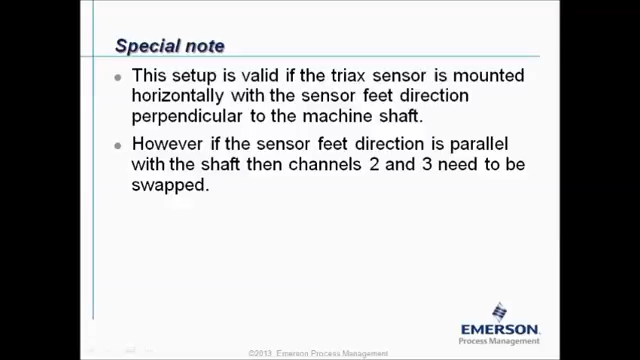 Special note
This setup is valid if the triax sensor is mounted
horizontally with the sensor feet direction
perpendicular to the machine shaft.
However if the sensor feet direction is parallel
with the shaft then channels 2 and 3 need to be
swapped.
EMERSON
Process Management
©2013 Emerson Process Management